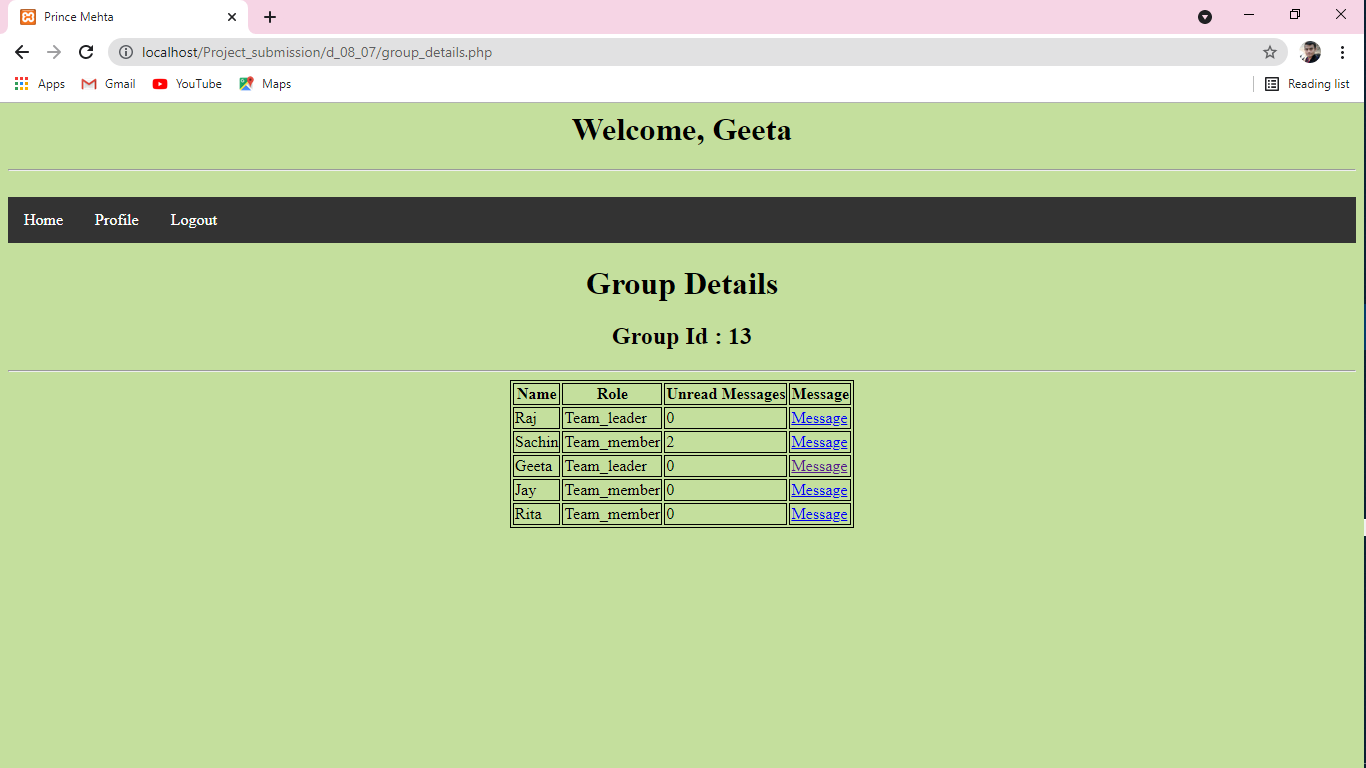 Prince Mehta
localhost/Project_submission/d_08_07/group_details.php
Apps Gmail YouTube Maps Reading list
Welcome, Geeta
Home Profile Logout
Group Details
Group Id : 13
Name Role Unread Messages Message
Raj Team_leader 0 Message
Sachin Team_member 2 Message
Geeta Team_leader 0 Message
Jay Team_member 0 Message
Rita Team_member 0 Message